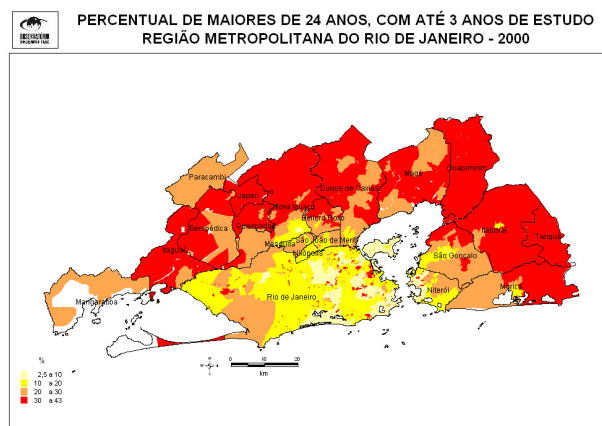 PERCENTUAL DE MAIORES DE 24 ANOS, COM ATÉ 3 ANOS DE ESTUDO
REGIÃO METROPOLITANA DO RIO DE JANEIRO - 2000
Paracambi
Japeri
Seropédica
Queimados
Nova Iguaçu
Duque de Caxias
Magé
Guapimirim
Belford Roxo
São João de Meriti
Mesquita
Nilópolis
Itaguaí
Mangaratiba
Rio de Janeiro
São Gonçalo
Niterói
Itaboraí
Tanguá
Maricá
%
2,5 a 10
10 a 20
20 a 30
30 a 43
0 10 20
km